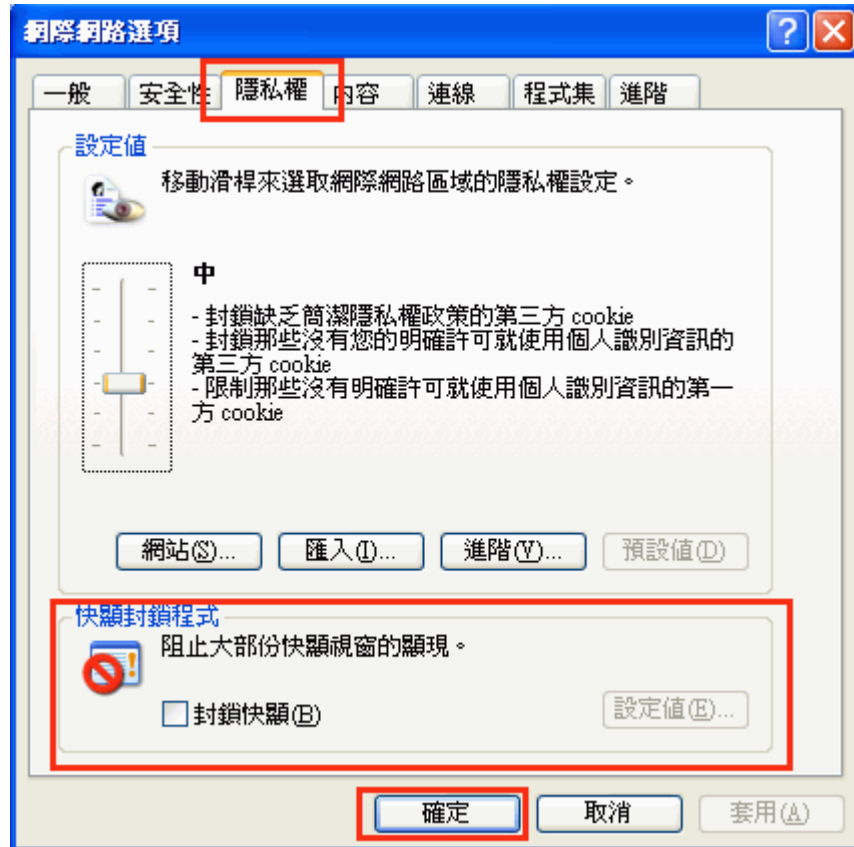 網際網路選項
一般 安全性 隱私權 內容 連線 程式集 進階
設定值
移動滑桿來選取網際網路區域的隱私權設定。
中
- 封鎖缺乏簡潔隱私權政策的第三方 cookie
- 封鎖那些沒有您的明確許可就使用個人識別資訊的
第三方 cookie
- 限制那些沒有明確許可就使用個人識別資訊的第一
方 cookie
網站(S)... 匯入(I)... 進階(V)... 預設值(D)
快顯封鎖程式
阻止大部份快顯視窗的顯現。
封鎖快顯(B) 設定值(E)...
確定 取消 套用(A)